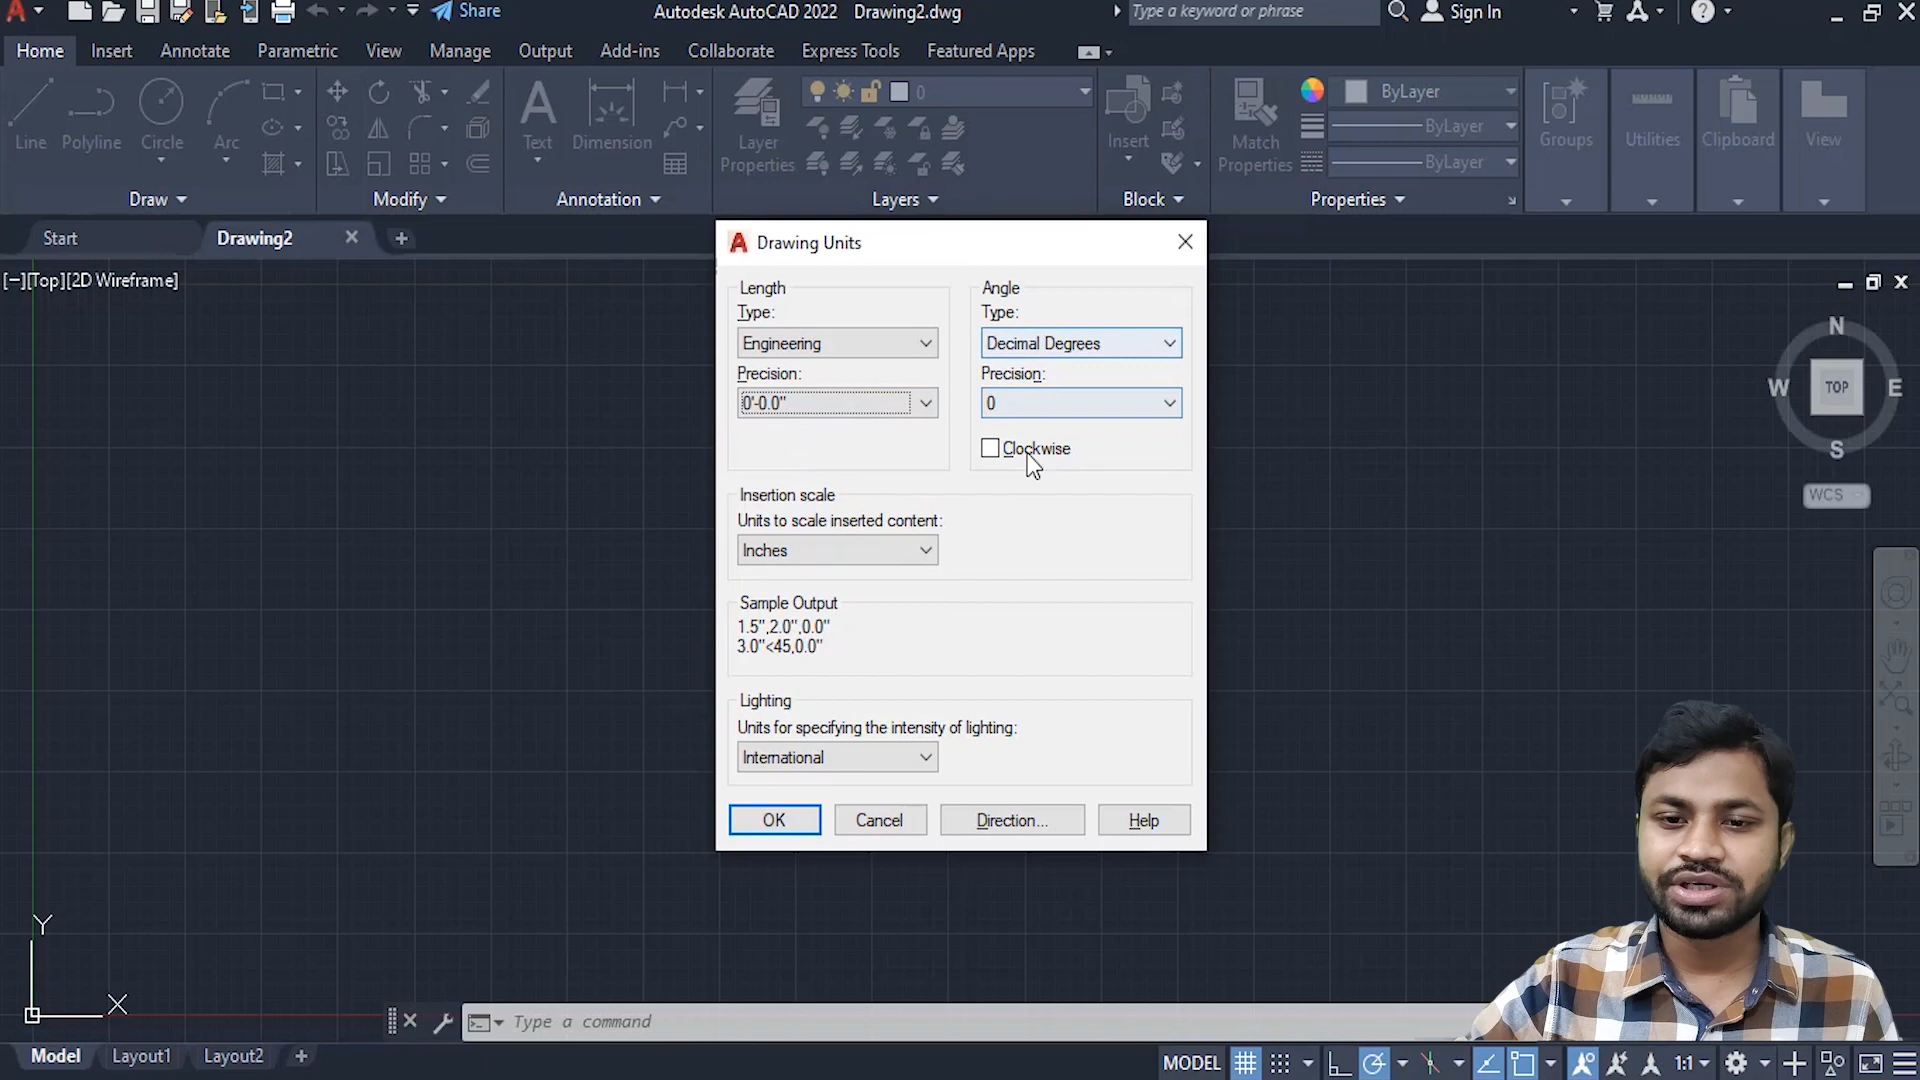 Share
Autodesk AutoCAD 2022 Drawing2.dwg
Type a keyword or phrase
Sign In
Home Insert Annotate Parametric View Manage Output Add-ins Collaborate Express Tools Featured Apps
Line Polyline Circle Arc
Text Dimension
Layer Properties
0
Insert
Match Properties
ByLayer
ByLayer
ByLayer
Groups Utilities Clipboard View
Draw Modify Annotation Layers Block Properties
Start Drawing2
[−][Top][2D Wireframe]
Drawing Units
Length
Type:
Engineering
Precision:
0'-0.0"
Angle
Type:
Decimal Degrees
Precision:
0
Clockwise
Insertion scale
Units to scale inserted content:
Inches
Sample Output
1.5",2.0",0.0"
3.0"<45,0.0"
Lighting
Units for specifying the intensity of lighting:
International
OK Cancel Direction... Help
N
W TOP E
S
WCS
Y
X
Type a command
Model Layout1 Layout2
MODEL 1:1